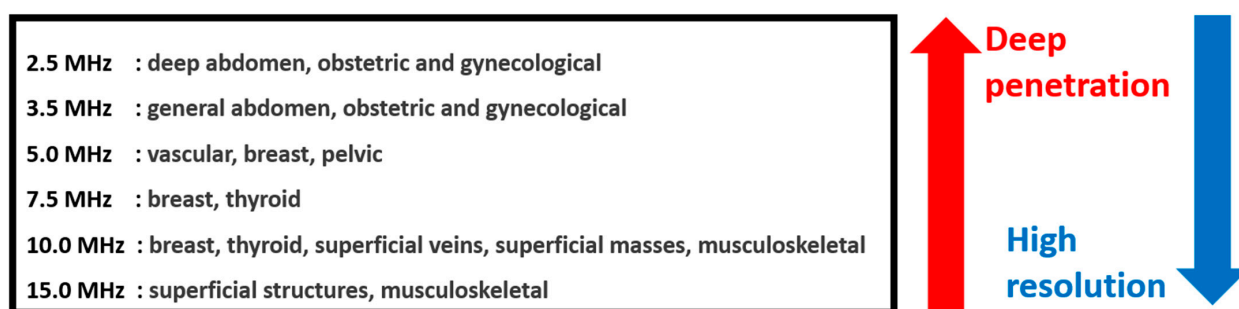 2.5 MHz : deep abdomen, obstetric and gynecological
3.5 MHz : general abdomen, obstetric and gynecological
5.0 MHz : vascular, breast, pelvic
7.5 MHz : breast, thyroid
10.0 MHz : breast, thyroid, superficial veins, superficial masses, musculoskeletal
15.0 MHz : superficial structures, musculoskeletal
Deep
penetration
High
resolution